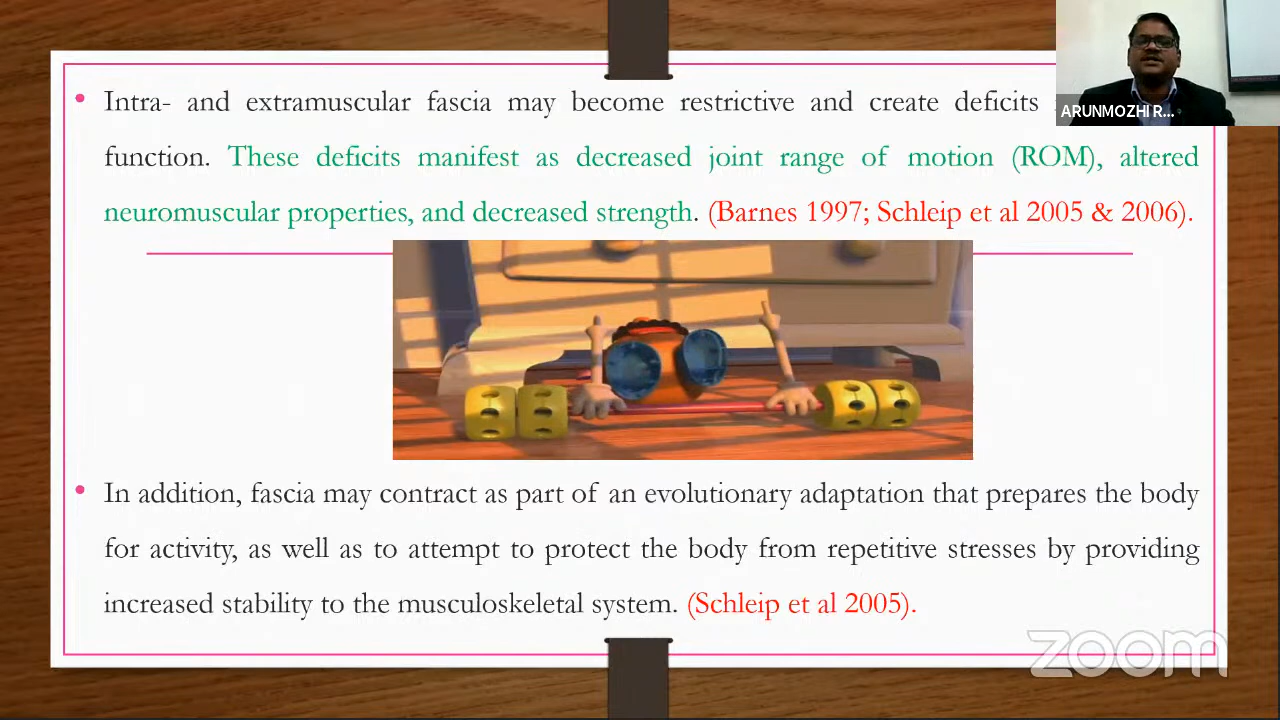 • Intra- and extramuscular fascia may become restrictive and create deficits
function. These deficits manifest as decreased joint range of motion (ROM), altered
neuromuscular properties, and decreased strength. (Barnes 1997; Schleip et al 2005 & 2006).
• In addition, fascia may contract as part of an evolutionary adaptation that prepares the body
for activity, as well as to attempt to protect the body from repetitive stresses by providing
increased stability to the musculoskeletal system. (Schleip et al 2005).
ARUNMOZHI R...
zoom